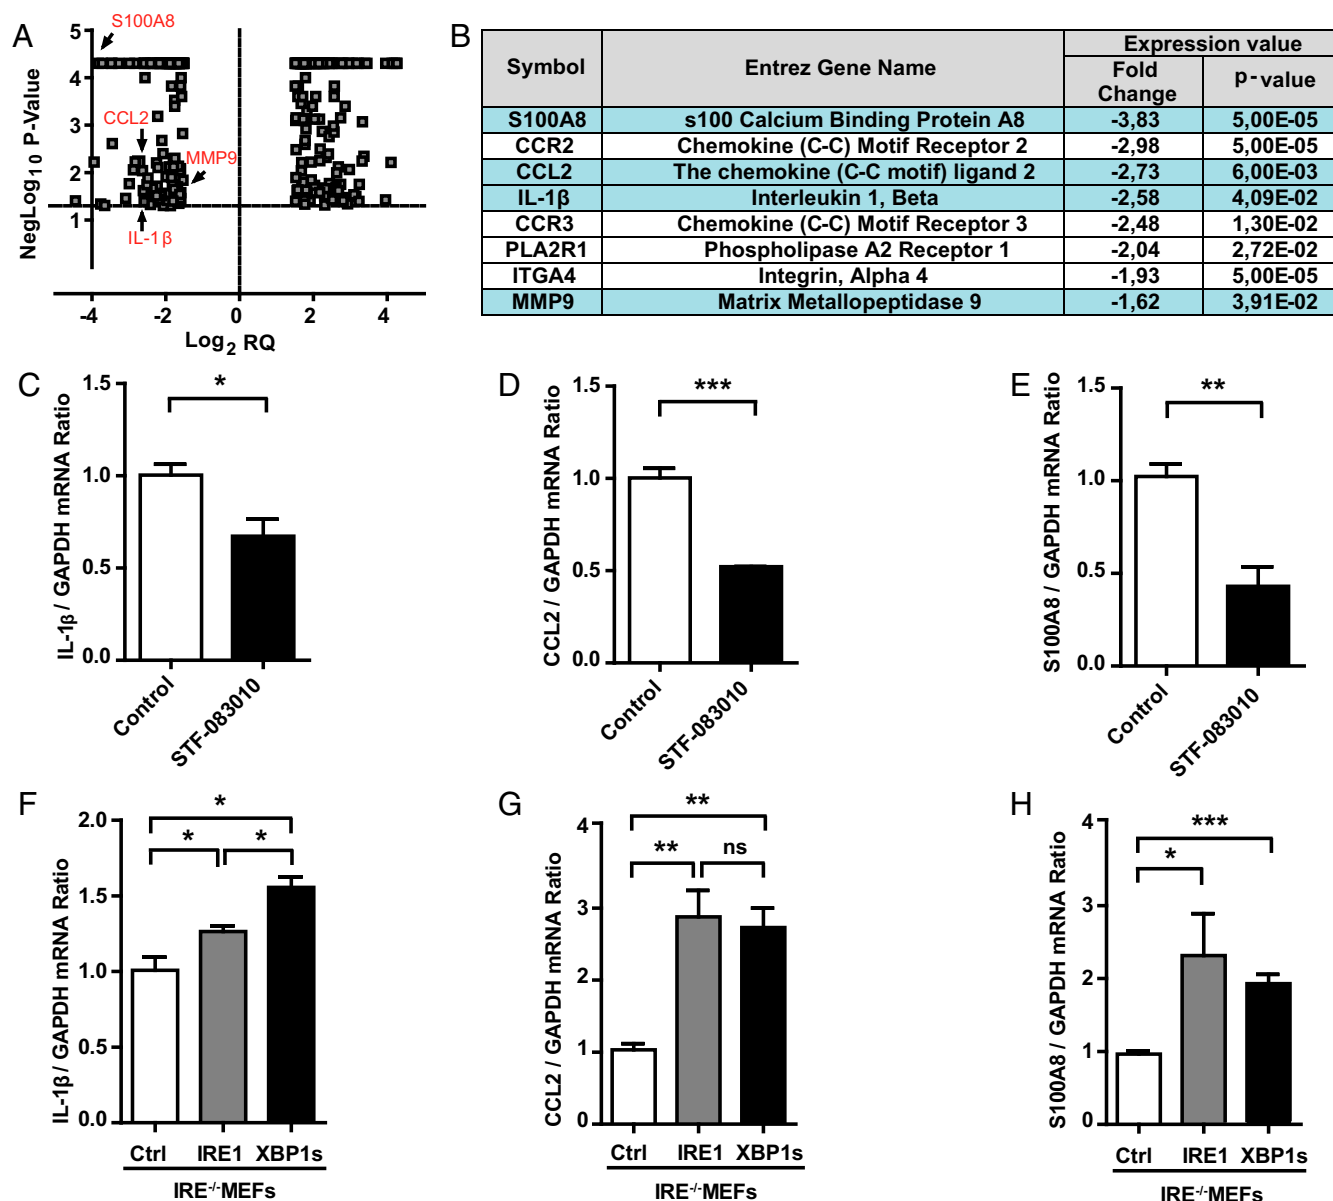 A
S100A8
CCL2
MMP9
IL-1β
NegLog10 P-Value
5
4
3
2
1
-4
-2
0
2
4
Log2 RQ
B
Symbol
Entrez Gene Name
Expression value
Fold Change
p-value
S100A8 s100 Calcium Binding Protein A8 -3,83 5,00E-05
CCR2 Chemokine (C-C) Motif Receptor 2 -2,98 5,00E-05
CCL2 The chemokine (C-C motif) ligand 2 -2,73 6,00E-03
IL-1β Interleukin 1, Beta -2,58 4,09E-02
CCR3 Chemokine (C-C) Motif Receptor 3 -2,48 1,30E-02
PLA2R1 Phospholipase A2 Receptor 1 -2,04 2,72E-02
ITGA4 Integrin, Alpha 4 -1,93 5,00E-05
MMP9 Matrix Metallopeptidase 9 -1,62 3,91E-02
C
IL-1β / GAPDH mRNA Ratio
1.5
1.0
0.5
0.0
*
Control
STF-083010
D
CCL2 / GAPDH mRNA Ratio
1.5
1.0
0.5
0.0
***
Control
STF-083010
E
S100A8 / GAPDH mRNA Ratio
1.5
1.0
0.5
0.0
**
Control
STF-083010
F
IL-1β / GAPDH mRNA Ratio
2.0
1.5
1.0
0.5
0.0
*
* *
Ctrl IRE1 XBP1s
IRE-/-MEFs
G
CCL2 / GAPDH mRNA Ratio
4
3
2
1
0
**
** ns
Ctrl IRE1 XBP1s
IRE-/-MEFs
H
S100A8 / GAPDH mRNA Ratio
4
3
2
1
0
***
*
Ctrl IRE1 XBP1s
IRE-/-MEFs